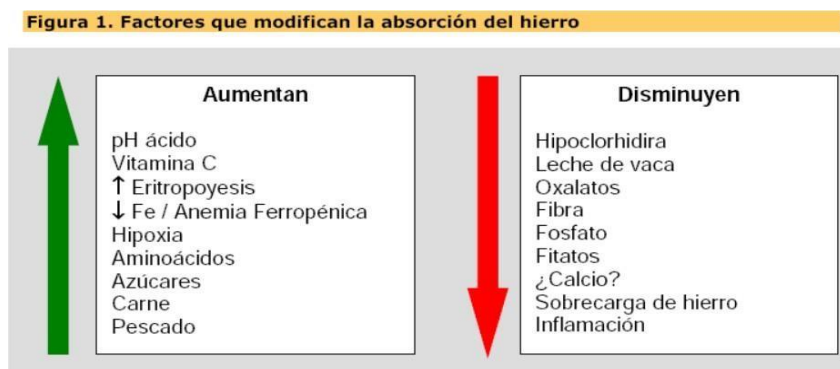 Figura 1. Factores que modifican la absorción del hierro
Aumentan
pH ácido
Vitamina C
↑ Eritropoyesis
↓ Fe / Anemia Ferropénica
Hipoxia
Aminoácidos
Azúcares
Carne
Pescado
Disminuyen
Hipoclorhidira
Leche de vaca
Oxalatos
Fibra
Fosfato
Fitatos
¿Calcio?
Sobrecarga de hierro
Inflamación